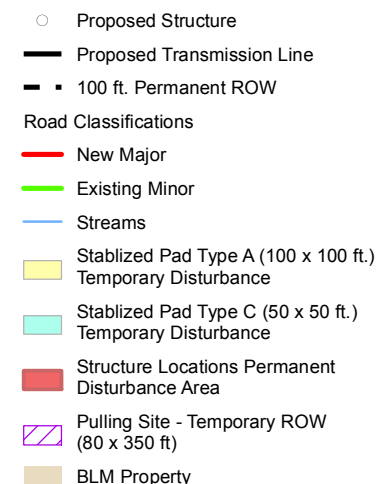 Proposed Structure
Proposed Transmission Line
100 ft. Permanent ROW
Road Classifications
New Major
Existing Minor
Streams
Stablized Pad Type A (100 x 100 ft.)
Temporary Disturbance
Stablized Pad Type C (50 x 50 ft.)
Temporary Disturbance
Structure Locations Permanent
Disturbance Area
Pulling Site - Temporary ROW
(80 x 350 ft)
BLM Property